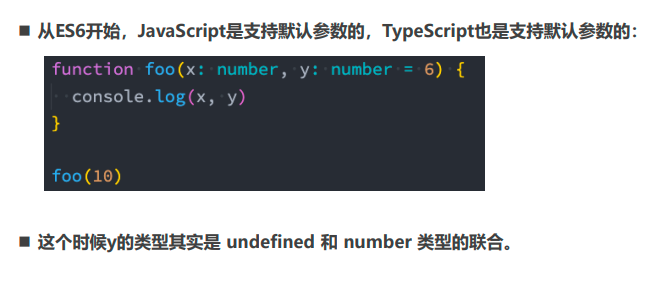 ■ 从ES6开始，JavaScript是支持默认参数的，TypeScript也是支持默认参数的：
function foo(x: number, y: number = 6) {
  console.log(x, y)
}
foo(10)
■ 这个时候y的类型其实是 undefined 和 number 类型的联合。